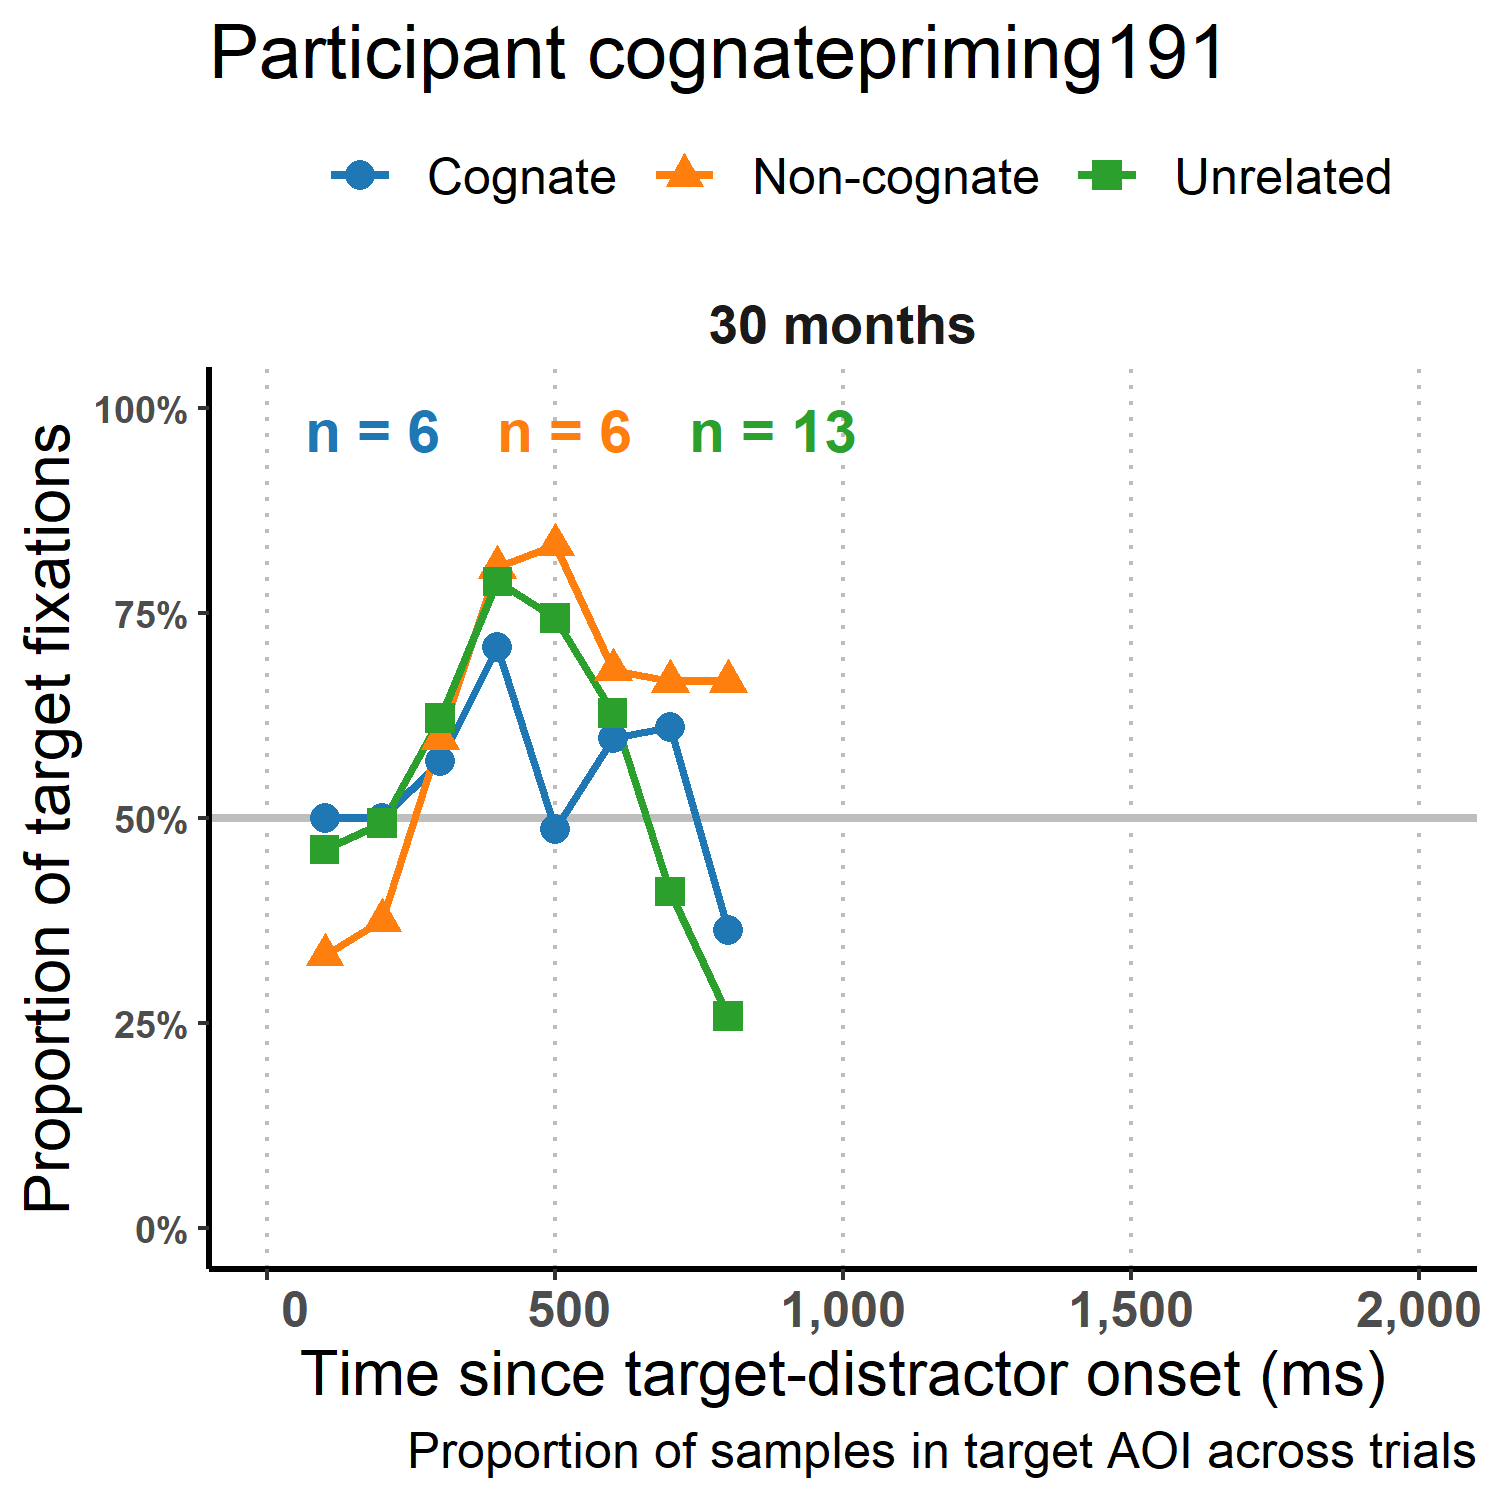 Participant cognatepriming191
Cognate Non-cognate Unrelated
30 months
n = 6 n = 6 n = 13
Proportion of target fixations
100%
75%
50%
25%
0%
0 500 1,000 1,500 2,000
Time since target-distractor onset (ms)
Proportion of samples in target AOI across trials